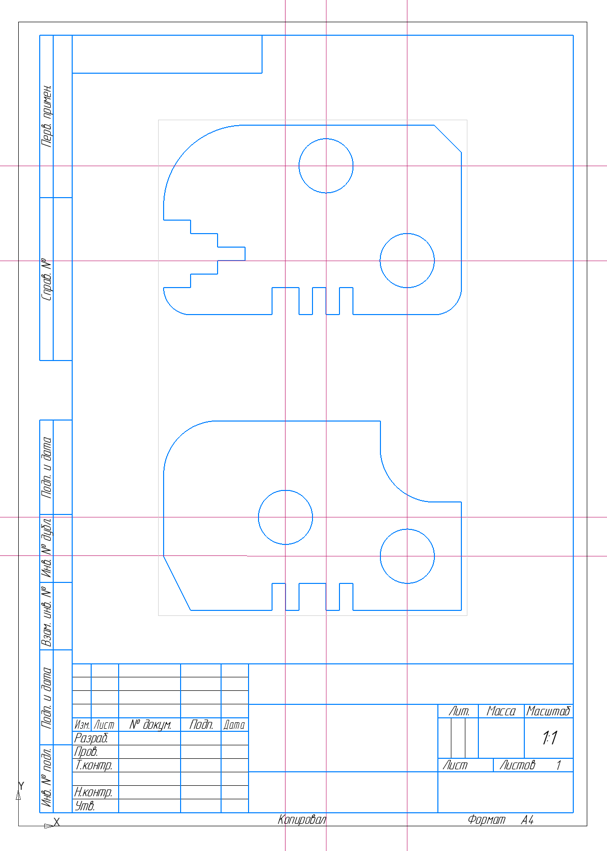 Перв. примен.
Справ. №
Подп. и дата
Инв. № дубл.
Взам. инв. №
Подп. и дата
Инв. № подл.
Изм. Лист № докум. Подп. Дата
Разраб.
Пров.
Т.контр.
Н.контр.
Утв.
Лит. Масса Масштаб
1:1
Лист Листов 1
Копировал Формат A4
Y
X